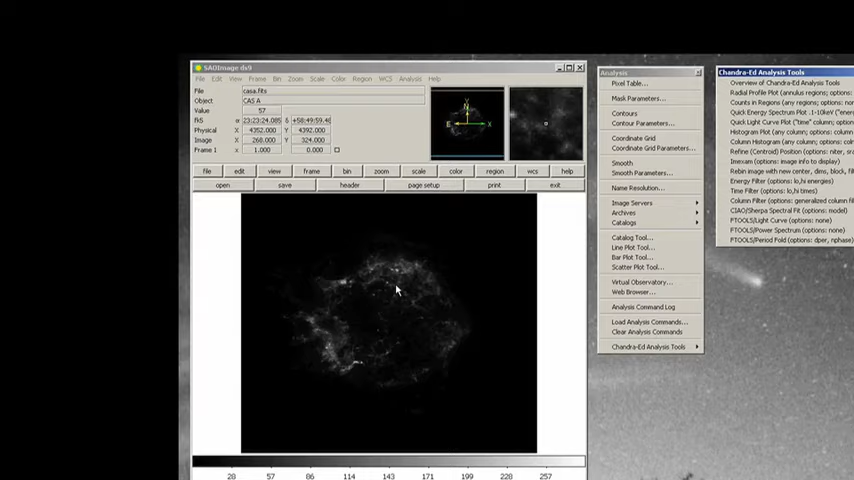 SAOImage ds9
File Edit View Frame Bin Zoom Scale Color Region WCS Analysis Help
File casa.fits
Object CAS A
Value 57
fk5 α 23:23:24.085 δ +58:49:59.48
Physical X 4352.000 Y 4392.000
Image X 268.000 Y 324.000
Frame 1 X 1.000 0.000
N
E X
file edit view frame bin zoom scale color region wcs help
open save header page setup print exit
28 57 86 114 143 171 199 228 257
Analysis
Pixel Table...
Mask Parameters...
Contours
Contour Parameters...
Coordinate Grid
Coordinate Grid Parameters...
Smooth
Smooth Parameters...
Name Resolution...
Image Servers
Archives
Catalogs
Catalog Tool...
Line Plot Tool...
Bar Plot Tool...
Scatter Plot Tool...
Virtual Observatory...
Web Browser...
Analysis Command Log
Load Analysis Commands...
Clear Analysis Commands
Chandra-Ed Analysis Tools
Chandra-Ed Analysis Tools
Overview of Chandra-Ed Analysis Tools
Radial Profile Plot (annulus regions; options:
Counts in Regions (any regions; options:
Quick Energy Spectrum Plot .1-10keV ("energ
Quick Light Curve Plot ("time" column; options
Histogram Plot (any column; options:
Column Histogram (any column; options:
Refine (Centroid) Position (options: niter,
Imexam (options: image info to display)
Rebin image with new center, dims, block,
Energy Filter (options: lo,hi energies)
Time Filter (options: lo,hi times)
Column Filter (options: generalized column
CIAO/Sherpa Spectral Fit (options: model)
FTOOLS/Light Curve (options: none)
FTOOLS/Power Spectrum (options: none)
FTOOLS/Period Fold (options: dper, nphase)